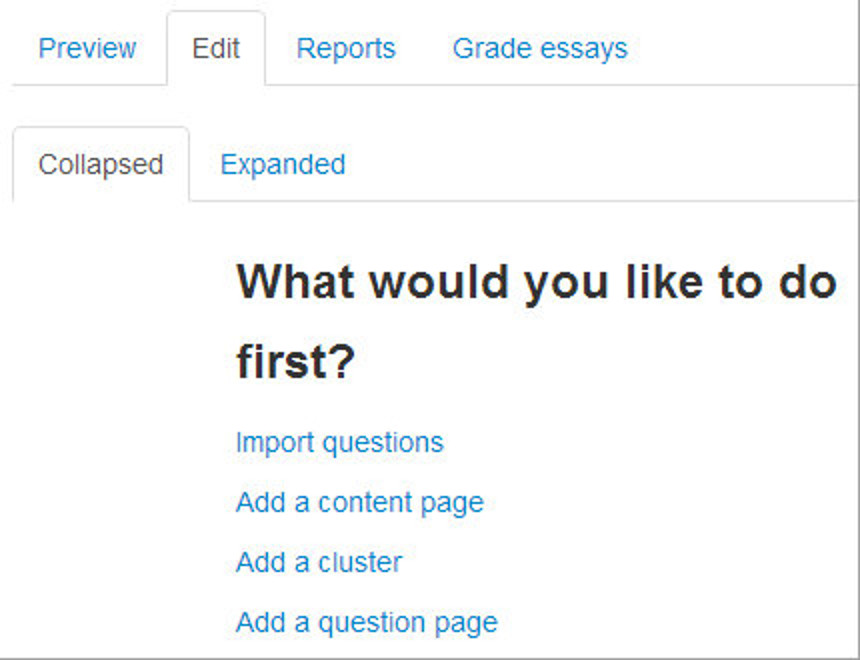 Preview Edit Reports Grade essays
Collapsed Expanded
What would you like to do
first?
Import questions
Add a content page
Add a cluster
Add a question page